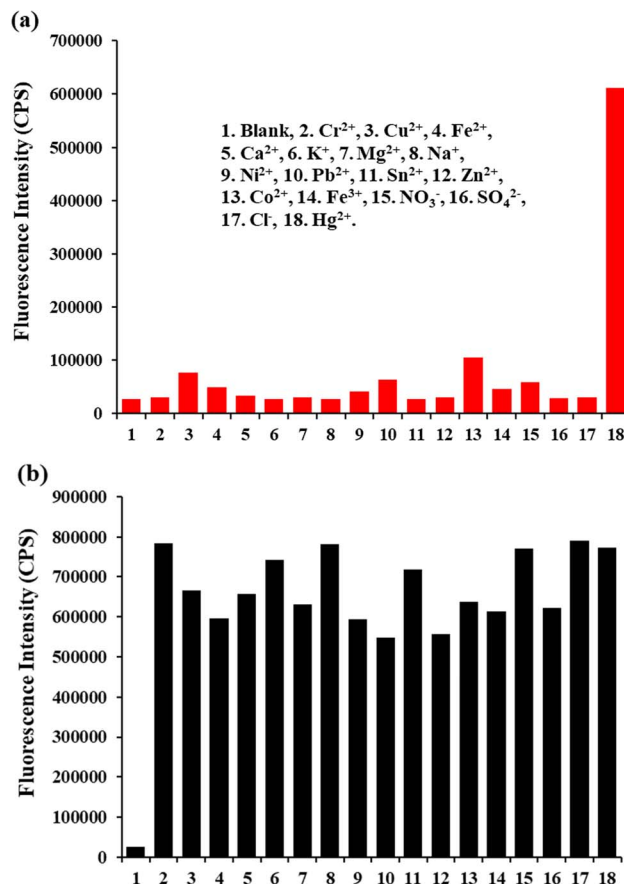 (a)
700000
600000
500000
400000
300000
200000
100000
0
Fluorescence Intensity (CPS)
1. Blank, 2. Cr²⁺, 3. Cu²⁺, 4. Fe²⁺,
5. Ca²⁺, 6. K⁺, 7. Mg²⁺, 8. Na⁺,
9. Ni²⁺, 10. Pb²⁺, 11. Sn²⁺, 12. Zn²⁺,
13. Co²⁺, 14. Fe³⁺, 15. NO₃⁻, 16. SO₄²⁻,
17. Cl⁻, 18. Hg²⁺.
1 2 3 4 5 6 7 8 9 10 11 12 13 14 15 16 17 18
(b)
900000
800000
700000
600000
500000
400000
300000
200000
100000
0
Fluorescence Intensity (CPS)
1 2 3 4 5 6 7 8 9 10 11 12 13 14 15 16 17 18